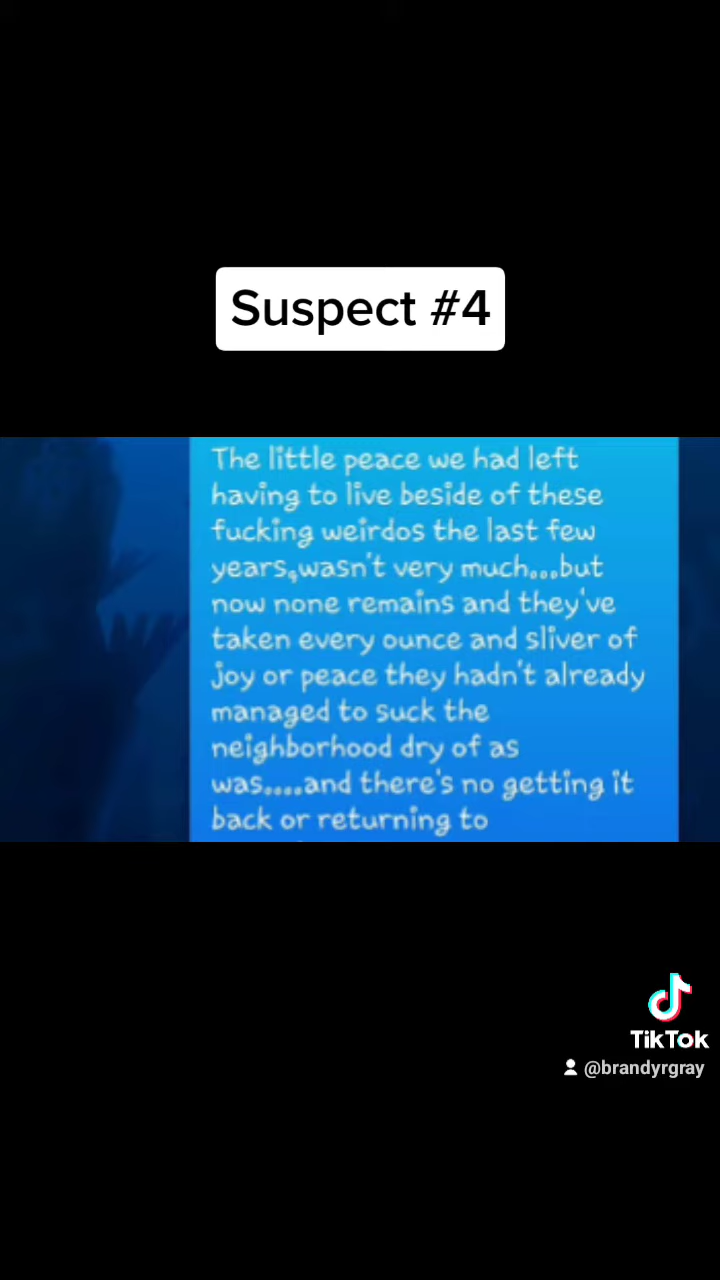 Suspect #4
The little peace we had left
having to live beside of these
fucking weirdos the last few
years,wasn't very much...but
now none remains and they've
taken every ounce and sliver of
joy or peace they hadn't already
managed to suck the
neighborhood dry of as
was....and there's no getting it
back or returning to
TikTok
@brandyrgray